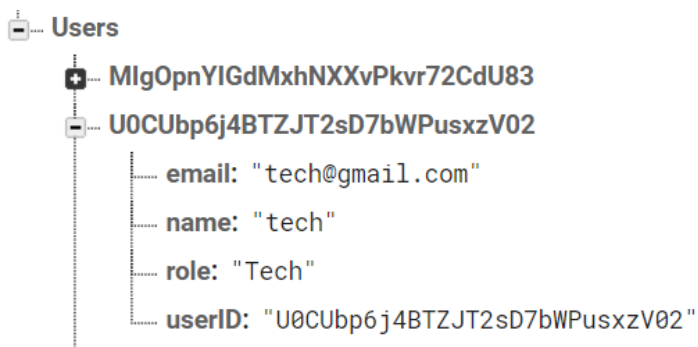 Users
MIgOpnYIGdMxhNXXvPkvr72CdU83
U0CUbp6j4BTZJT2sD7bWPusxzV02
email: "tech@gmail.com"
name: "tech"
role: "Tech"
userID: "U0CUbp6j4BTZJT2sD7bWPusxzV02"